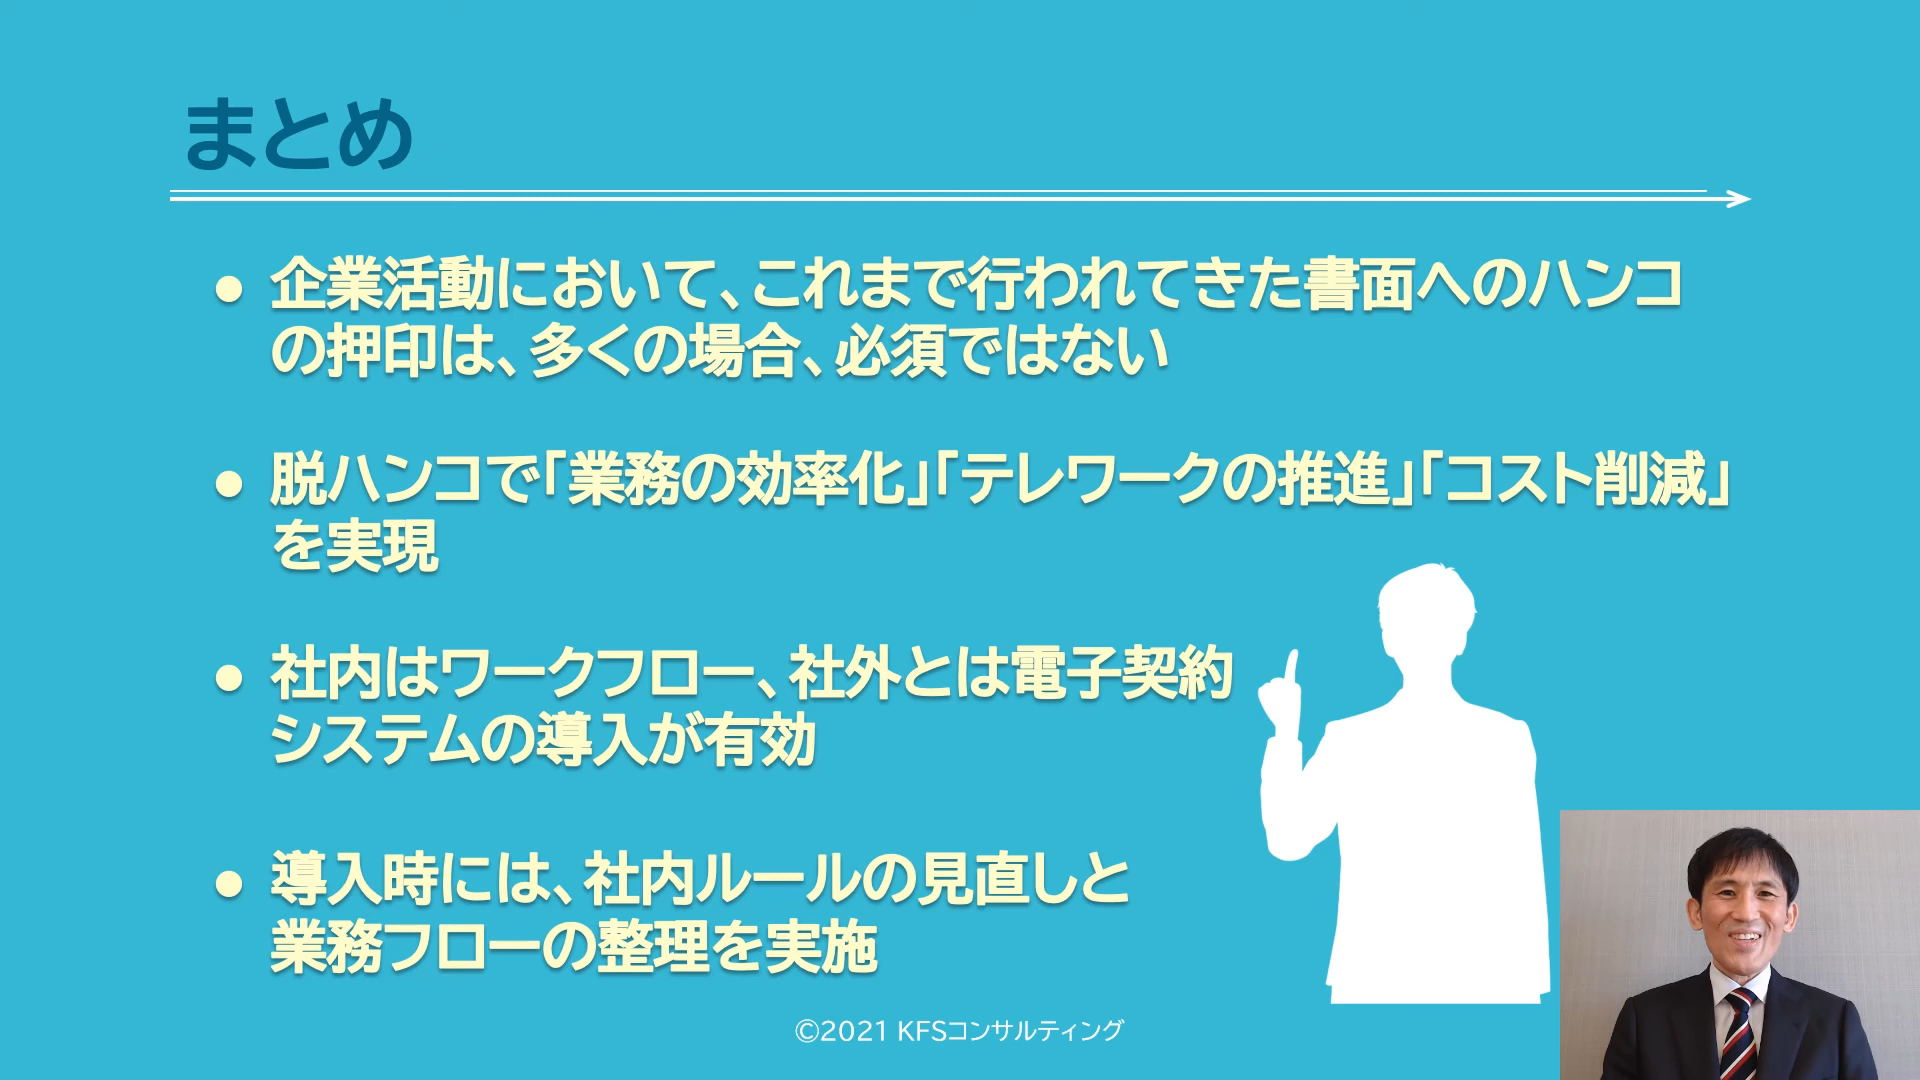 まとめ
● 企業活動において、これまで行われてきた書面へのハンコ
の押印は、多くの場合、必須ではない
● 脱ハンコで「業務の効率化」「テレワークの推進」「コスト削減」
を実現
● 社内はワークフロー、社外とは電子契約
システムの導入が有効
● 導入時には、社内ルールの見直しと
業務フローの整理を実施
©2021 KFSコンサルティング